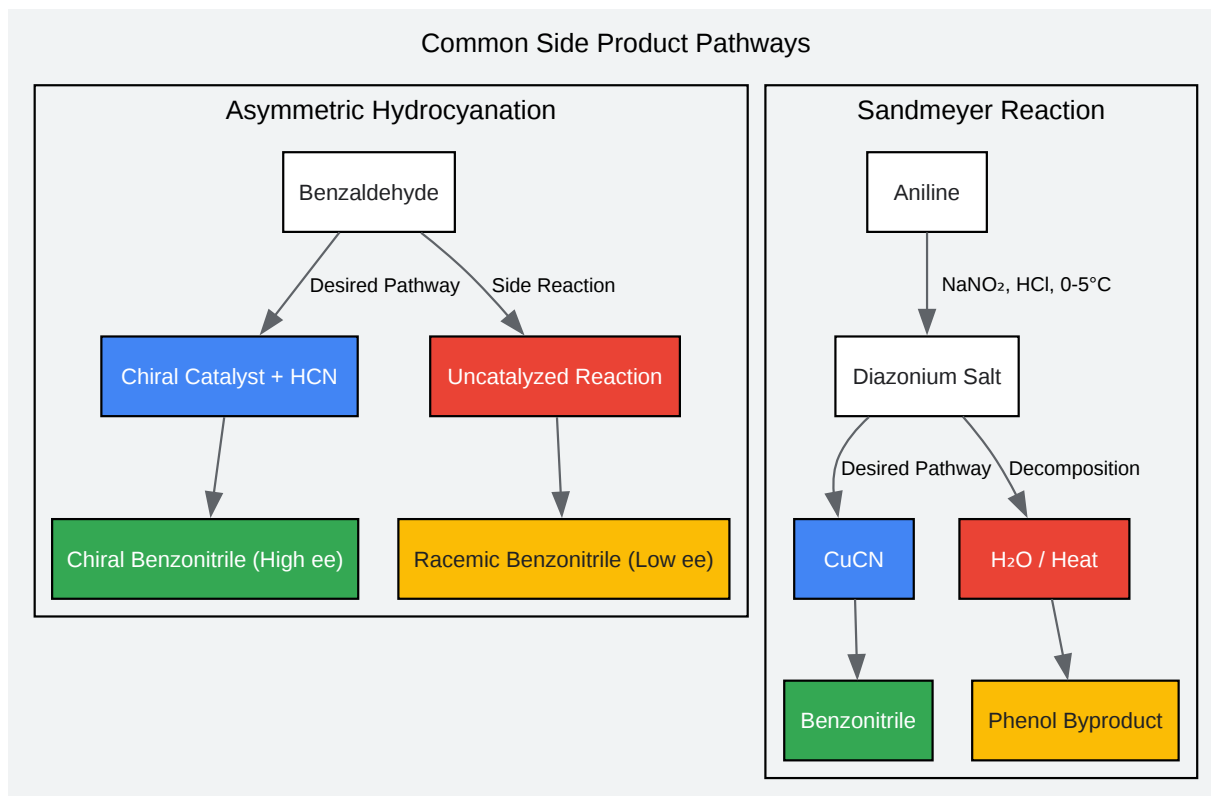 Common Side Product Pathways
Asymmetric Hydrocyanation
Benzaldehyde
Desired Pathway
Side Reaction
Chiral Catalyst + HCN
Uncatalyzed Reaction
Chiral Benzonitrile (High ee)
Racemic Benzonitrile (Low ee)
Sandmeyer Reaction
Aniline
NaNO₂, HCl, 0-5°C
Diazonium Salt
Desired Pathway
Decomposition
CuCN
H₂O / Heat
Benzonitrile
Phenol Byproduct